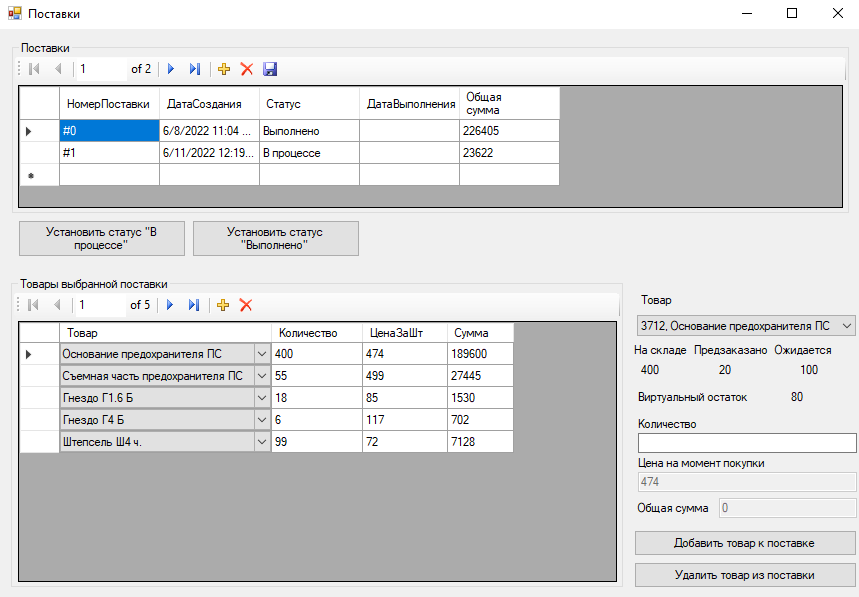 Поставки
Поставки
1 of 2
НомерПоставки ДатаСоздания Статус ДатаВыполнения Общая сумма
#0 6/8/2022 11:04 ... Выполнено 226405
#1 6/11/2022 12:19... В процессе 23622
Установить статус "В процессе"
Установить статус "Выполнено"
Товары выбранной поставки
1 of 5
Товар Количество ЦенаЗаШт Сумма
Основание предохранителя ПС 400 474 189600
Съемная часть предохранителя ПС 55 499 27445
Гнездо Г1.6 Б 18 85 1530
Гнездо Г4 Б 6 117 702
Штепсель Ш4 ч. 99 72 7128
Товар
3712, Основание предохранителя ПС
На складе Предзаказано Ожидается
400 20 100
Виртуальный остаток 80
Количество
Цена на момент покупки
474
Общая сумма 0
Добавить товар к поставке
Удалить товар из поставки